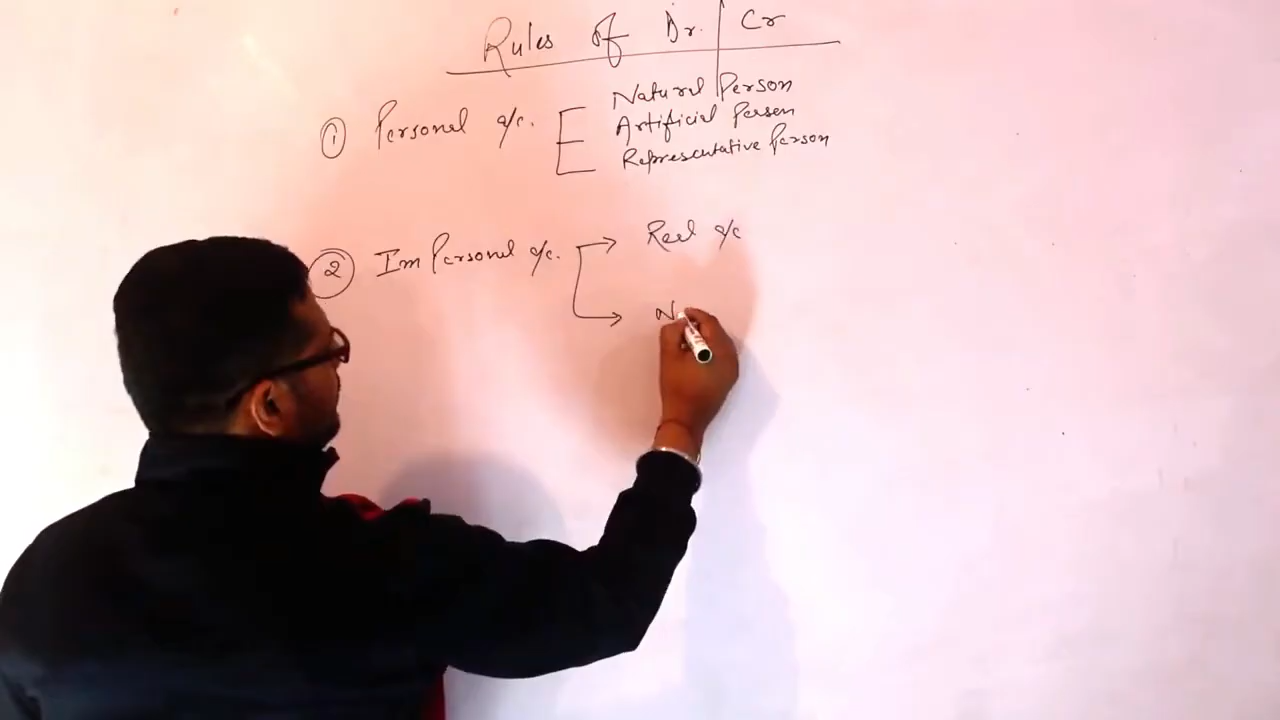 Rules of Dr. Cr
① Personal a/c. Natural Person
Artificial Person
Representative Person
② Im Personal a/c. Real a/c
N